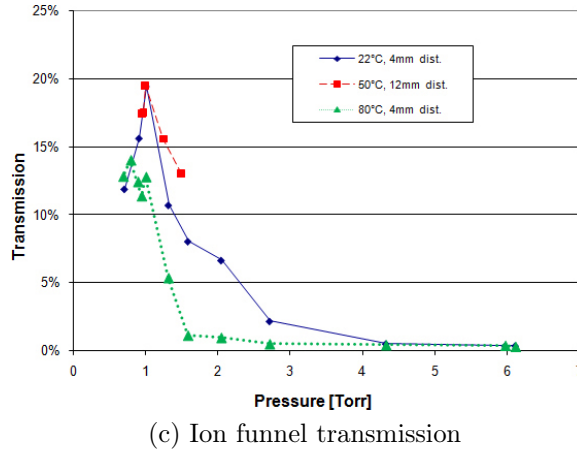 25%
20%
15%
10%
5%
0%
Transmission
22°C, 4mm dist.
50°C, 12mm dist.
80°C, 4mm dist.
0 1 2 3 4 5 6
Pressure [Torr]
(c) Ion funnel transmission